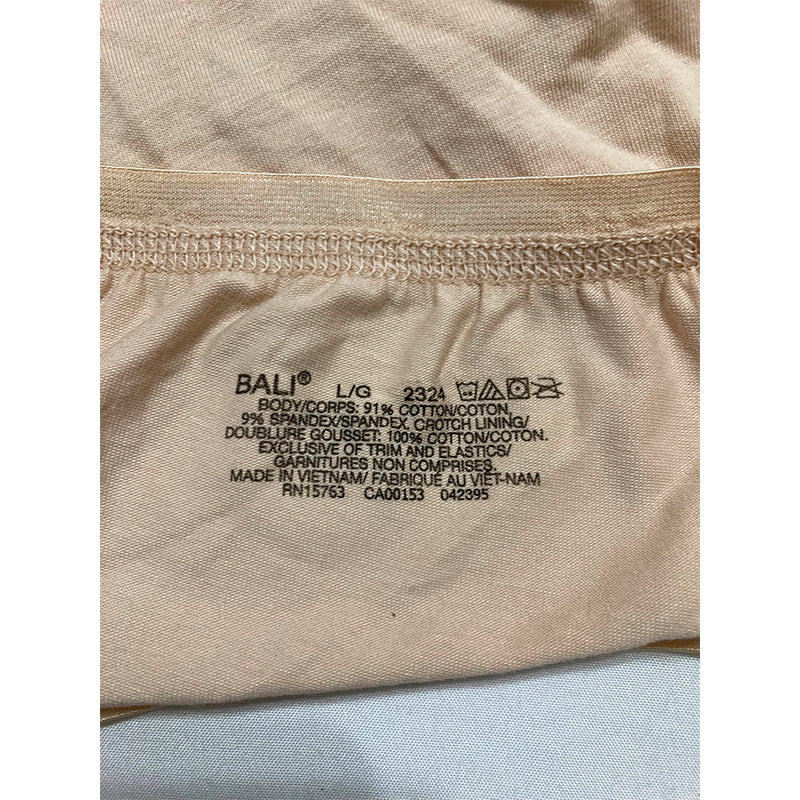 BALI® L/G 2324
BODY/CORPS: 91% COTTON/COTON,
9% SPANDEX/SPANDEX. CROTCH LINING/
DOUBLURE GOUSSET: 100% COTTON/COTON.
EXCLUSIVE OF TRIM AND ELASTICS/
GARNITURES NON COMPRISES.
MADE IN VIETNAM/ FABRIQUÉ AU VIÊT-NAM
RN15763 CA00153 042395